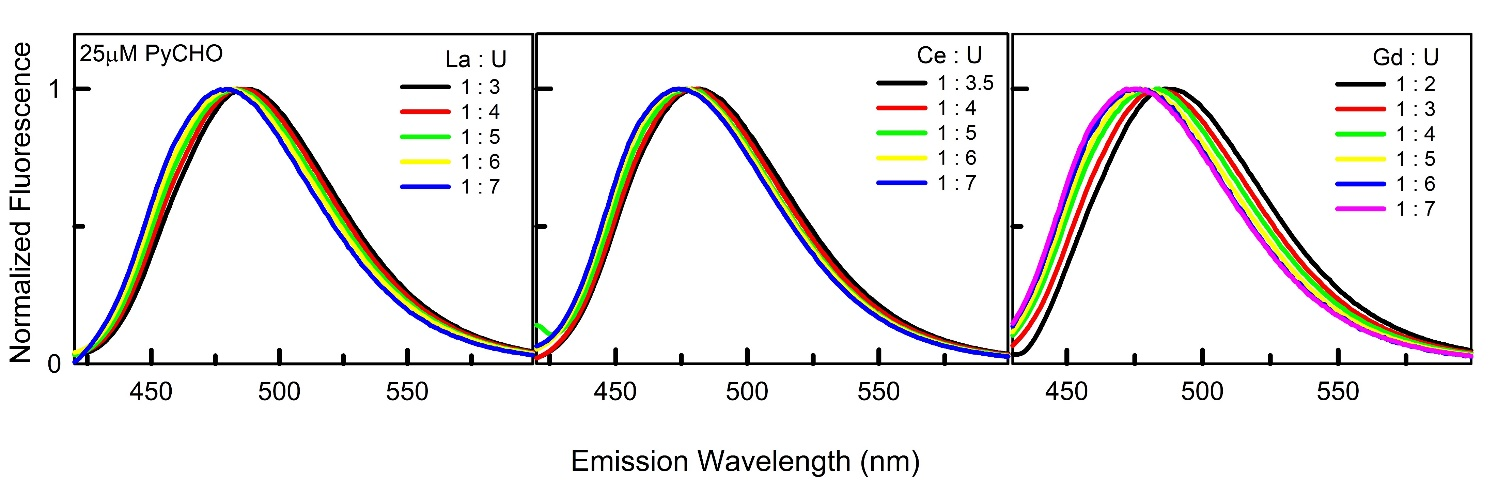 Normalized Fluorescence
1
0
25μM PyCHO
La : U
1 : 3
1 : 4
1 : 5
1 : 6
1 : 7
450 500 550
Ce : U
1 : 3.5
1 : 4
1 : 5
1 : 6
1 : 7
450 500 550
Gd : U
1 : 2
1 : 3
1 : 4
1 : 5
1 : 6
1 : 7
450 500 550
Emission Wavelength (nm)